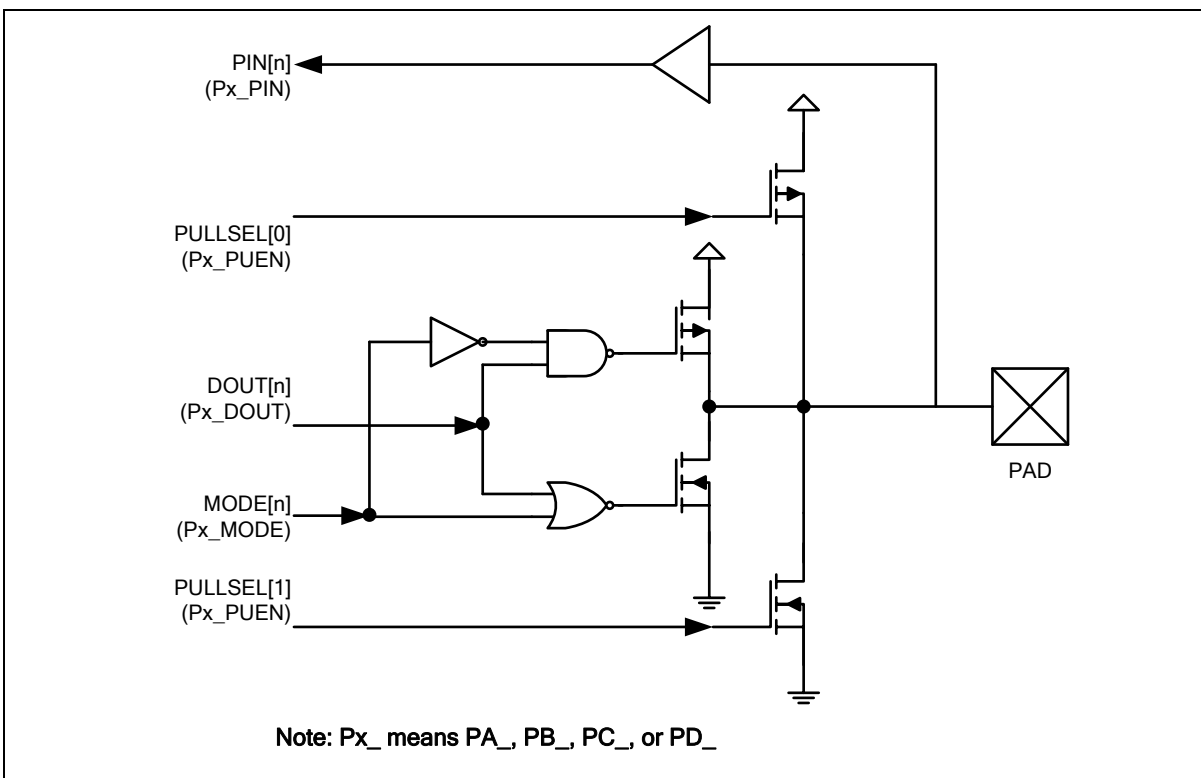 PIN[n]
(Px_PIN)
PULLSEL[0]
(Px_PUEN)
DOUT[n]
(Px_DOUT)
MODE[n]
(Px_MODE)
PULLSEL[1]
(Px_PUEN)
PAD
Note: Px_ means PA_, PB_, PC_, or PD_